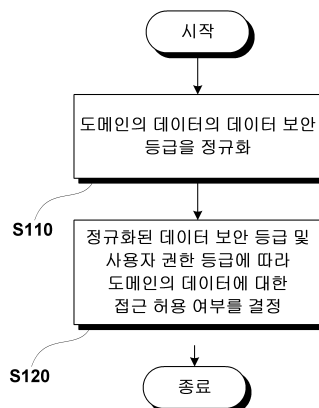 시작
도메인의 데이터의 데이터 보안
등급을 정규화
S110
정규화된 데이터 보안 등급 및
사용자 권한 등급에 따라
도메인의 데이터에 대한
접근 허용 여부를 결정
S120
종료